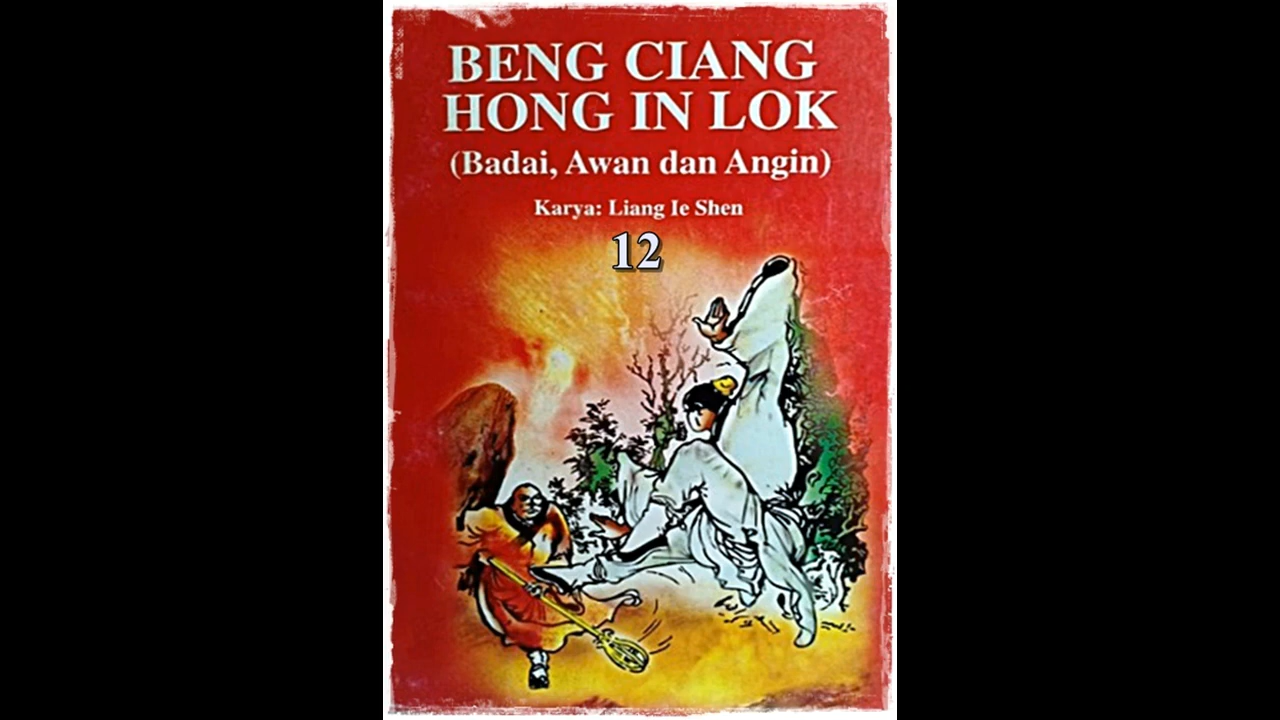 BENG CIANG
HONG IN LOK
(Badai, Awan dan Angin)
Karya: Liang Ie Shen
12